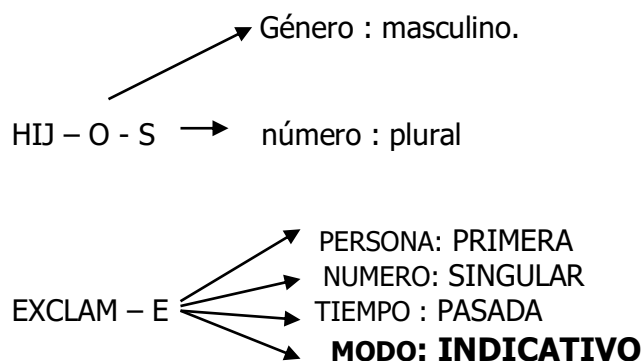 Género : masculino.
HIJ – O - S número : plural
PERSONA: PRIMERA
NUMERO: SINGULAR
EXCLAM – E TIEMPO : PASADA
MODO: INDICATIVO